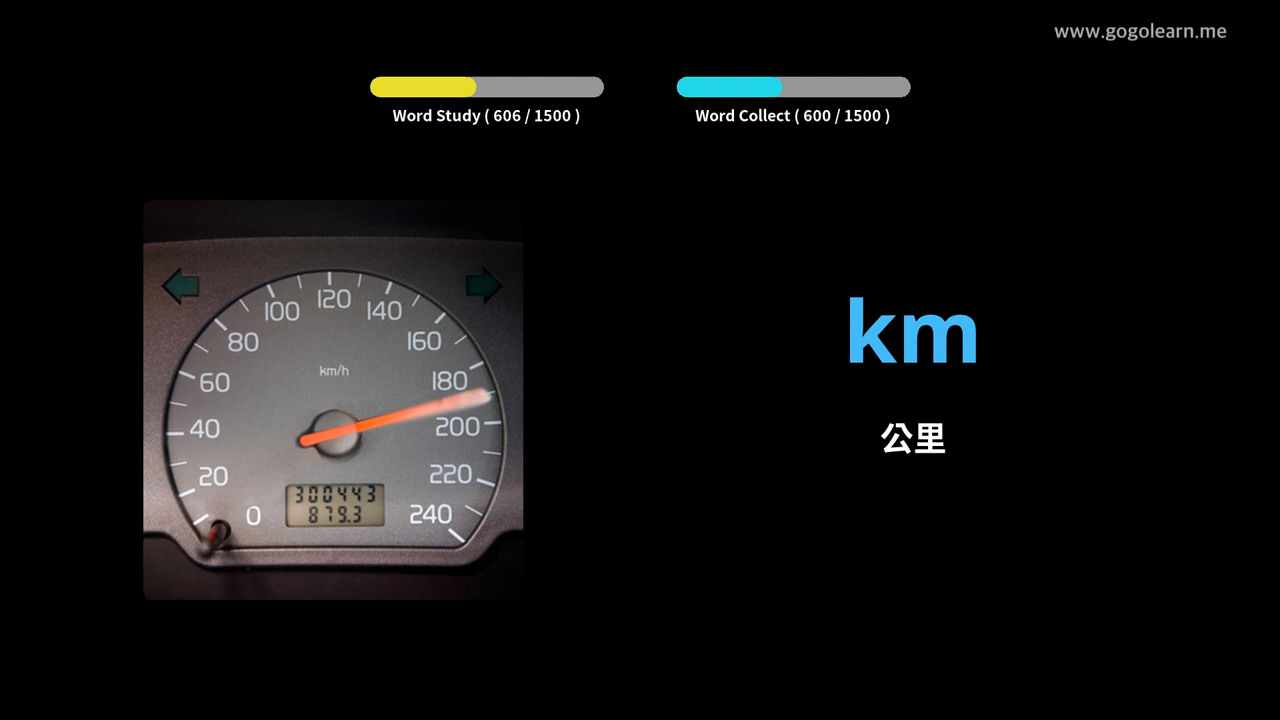 www.gogolearn.me
Word Study ( 606 / 1500 )
Word Collect ( 600 / 1500 )
0
20
40
60
80
100
120
140
160
180
200
220
240
km/h
300443
879.3
km
公里